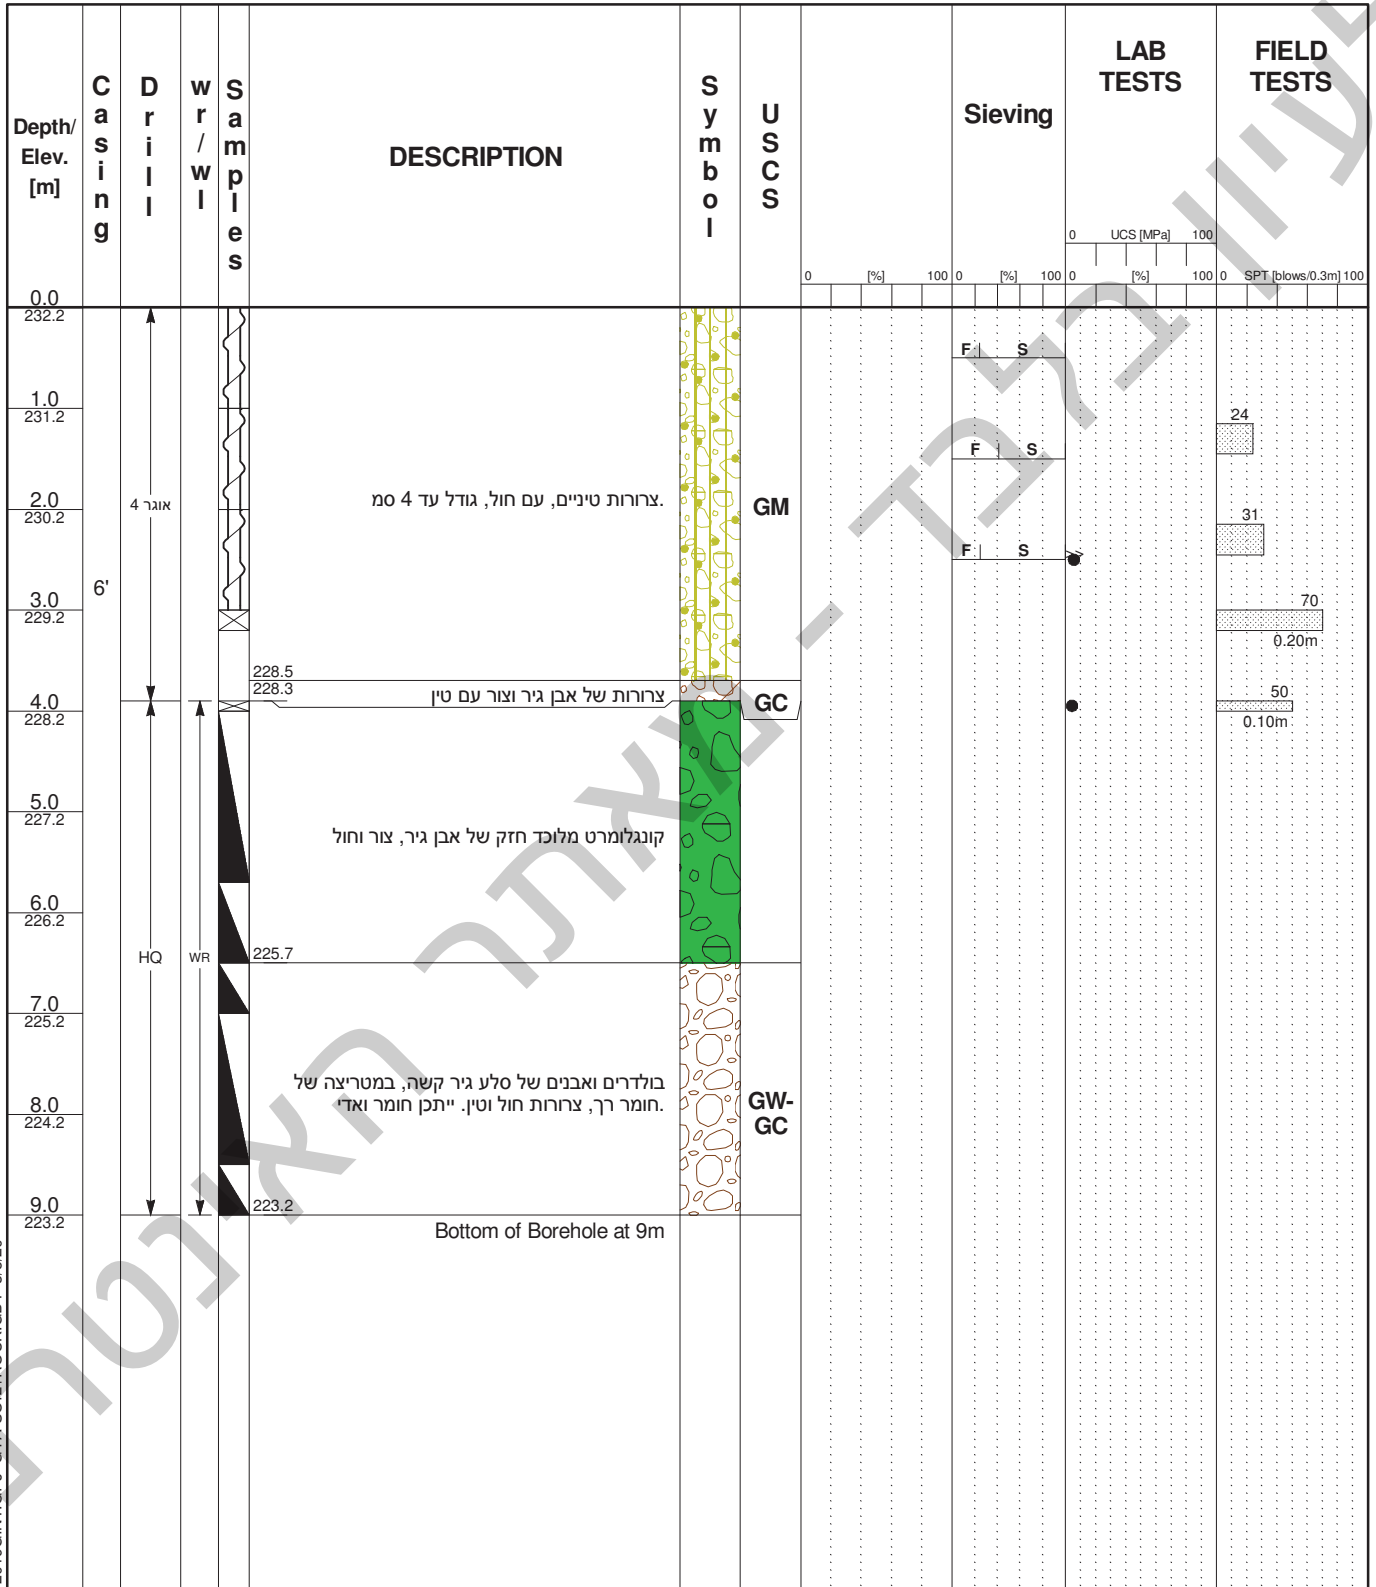 Depth/
Elev.
[m]
Casing
Drill
wr/wl
Samples
DESCRIPTION
Symbol
USCS
Sieving
LAB
TESTS
FIELD
TESTS
0 UCS [MPa] 100
0 [%] 100
0 [%] 100
0 [%] 100
0 SPT [blows/0.3m] 100
0.0
232.2
F S
1.0
231.2
24
F S
2.0
230.2
אוגר 4
צרורות טיניים, עם חול, גודל עד 4 סמ.
GM
31
F S
6'
3.0
229.2
70
0.20m
228.5
228.3
צרורות של אבן גיר וצור עם טין
GC
4.0
228.2
50
0.10m
5.0
227.2
קונגלומרט מלוכד חזק של אבן גיר, צור וחול
6.0
226.2
HQ
WR
225.7
7.0
225.2
בולדרים ואבנים של סלע גיר קשה, במטריצה של
חומר רך, צרורות חול וטין. ייתכן חומר ואדי.
GW-
GC
8.0
224.2
9.0
223.2
223.2
Bottom of Borehole at 9m
לעיון בלבד - מאתר האינטרנט